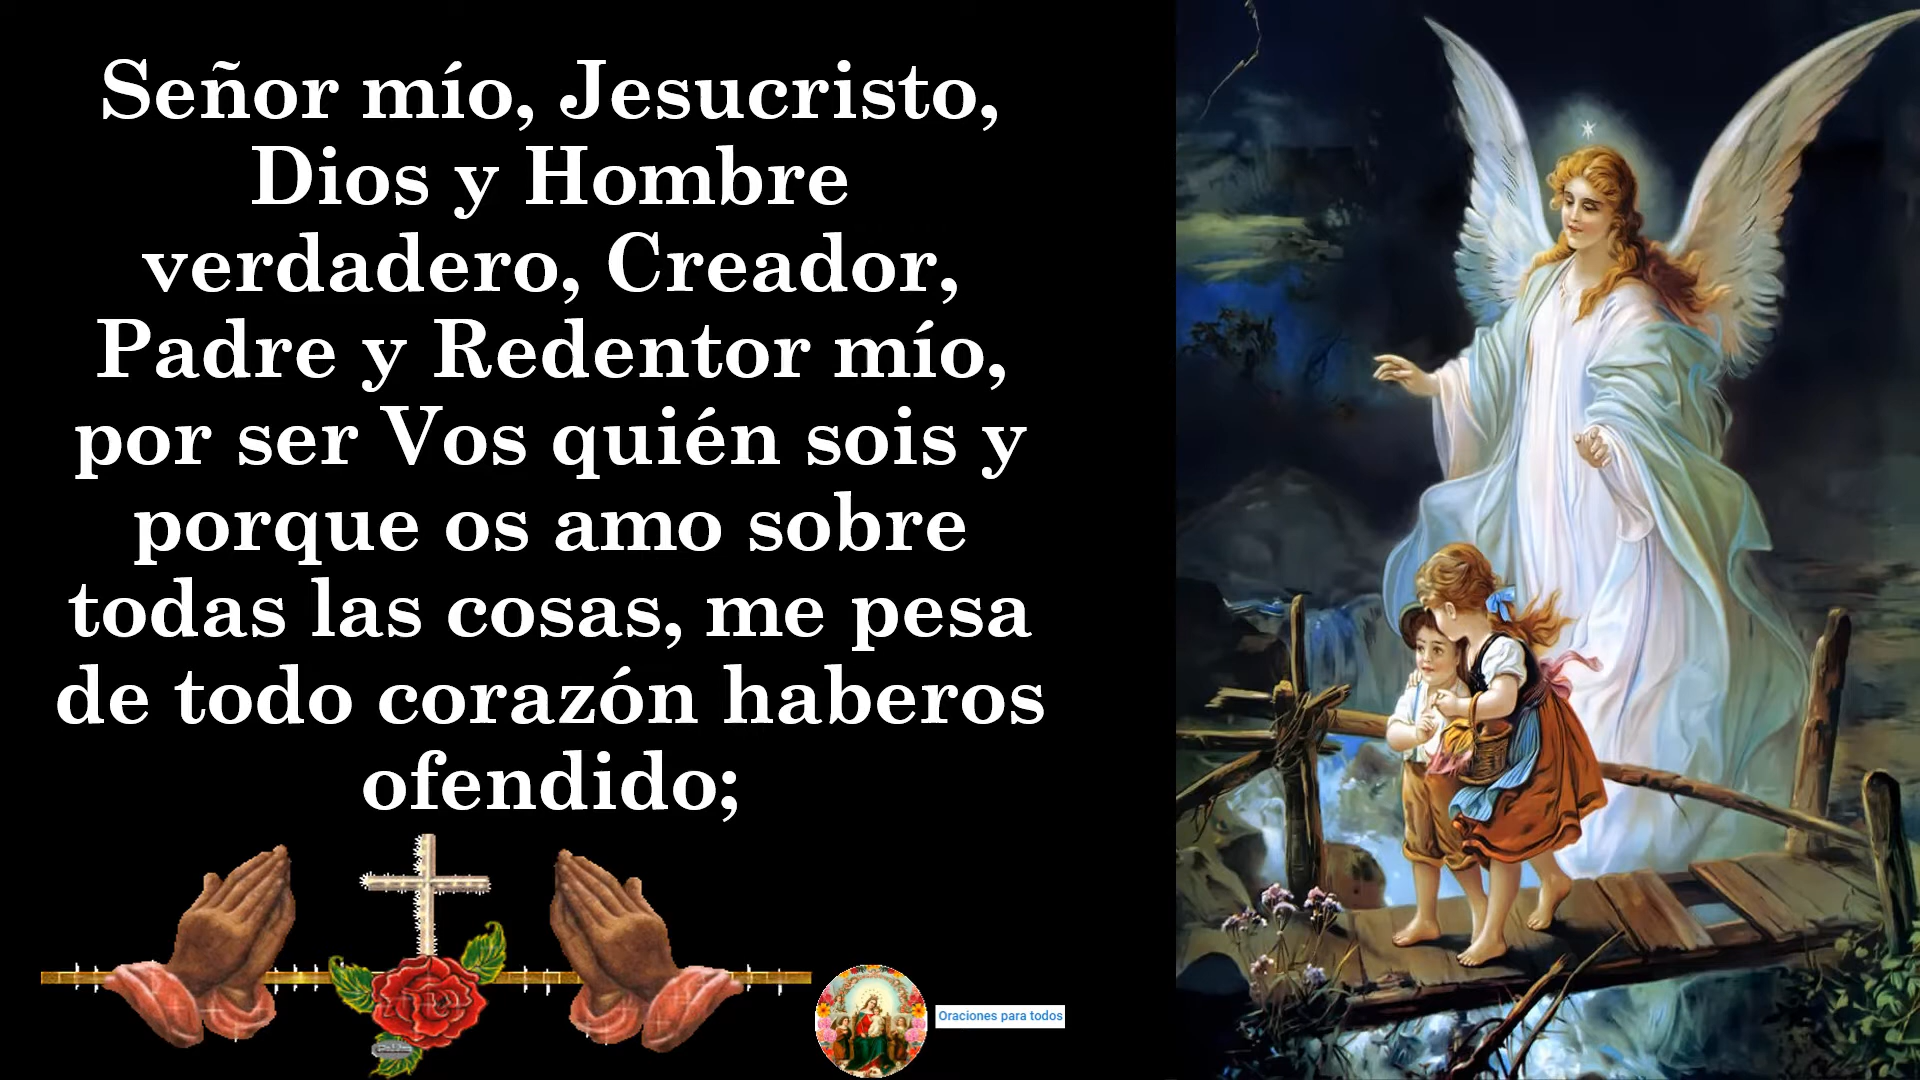 Señor mío, Jesucristo,
Dios y Hombre
verdadero, Creador,
Padre y Redentor mío,
por ser Vos quién sois y
porque os amo sobre
todas las cosas, me pesa
de todo corazón haberos
ofendido;
Oraciones para todos